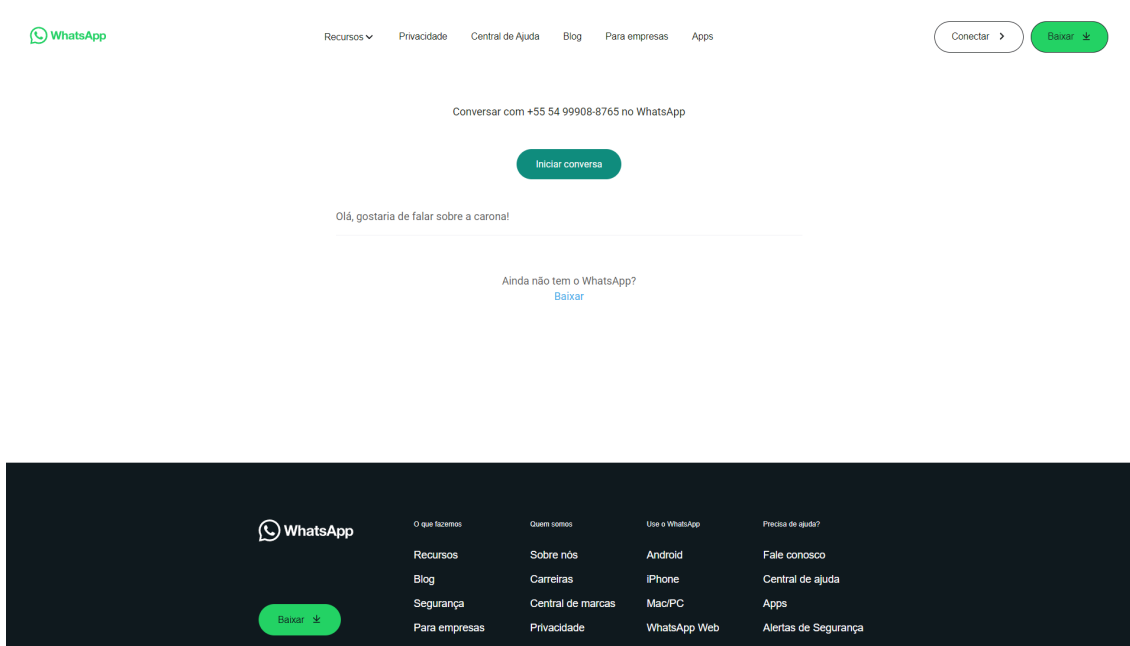 WhatsApp
Recursos Privacidade Central de Ajuda Blog Para empresas Apps
Conectar Baixar
Conversar com +55 54 99908-8765 no WhatsApp
Iniciar conversa
Olá, gostaria de falar sobre a carona!
Ainda não tem o WhatsApp?
Baixar
WhatsApp
Baixar
O que fazemos
Recursos
Blog
Segurança
Para empresas
Quem somos
Sobre nós
Carreiras
Central de marcas
Privacidade
Use o WhatsApp
Android
iPhone
Mac/PC
WhatsApp Web
Precisa de ajuda?
Fale conosco
Central de ajuda
Apps
Alertas de Segurança